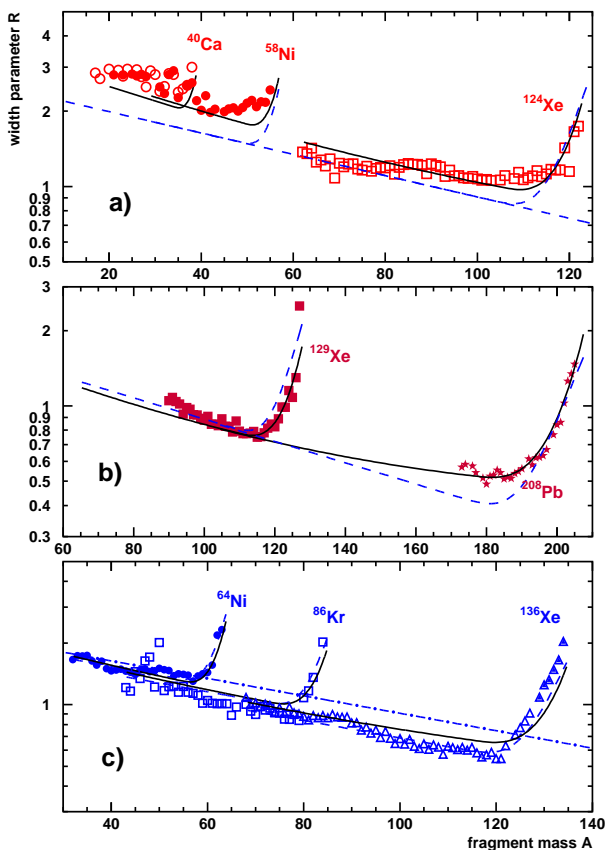 width parameter R
5
4
3
2
1
0.9
0.8
0.7
0.6
0.5
⁴⁰Ca
⁵⁸Ni
¹²⁴Xe
a)
20 40 60 80 100 120
3
2
1
0.9
0.8
0.7
0.6
0.5
0.4
0.3
¹²⁹Xe
²⁰⁸Pb
b)
60 80 100 120 140 160 180 200
1
⁶⁴Ni
⁸⁶Kr
¹³⁶Xe
c)
40 60 80 100 120 140
fragment mass A